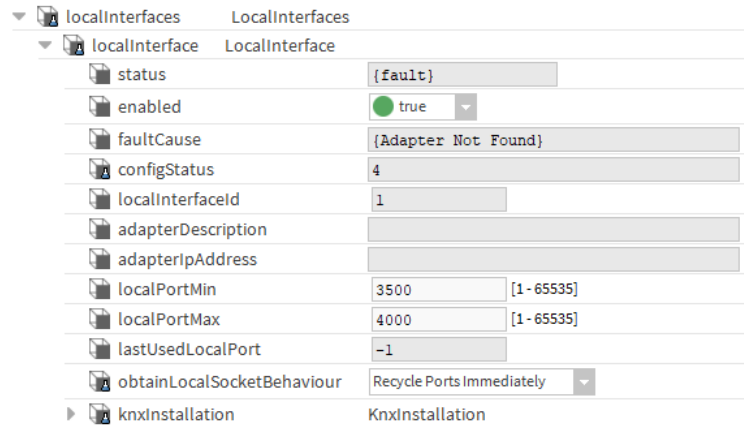 localInterfaces LocalInterfaces
localInterface LocalInterface
status {fault}
enabled true
faultCause {Adapter Not Found}
configStatus 4
localInterfaceId 1
adapterDescription
adapterIpAddress
localPortMin 3500 [1-65535]
localPortMax 4000 [1-65535]
lastUsedLocalPort -1
obtainLocalSocketBehaviour Recycle Ports Immediately
knxInstallation KnxInstallation